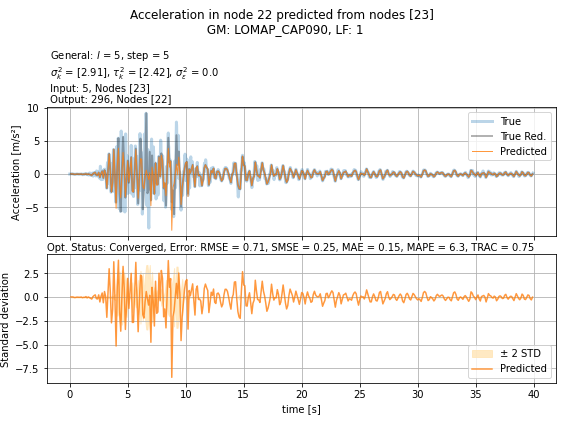 Acceleration in node 22 predicted from nodes [23]
GM: LOMAP_CAP090, LF: 1
General: l = 5, step = 5
σ²ₖ = [2.91], τ²ₖ = [2.42], σ²ε = 0.0
Input: 5, Nodes [23]
Output: 296, Nodes [22]
10
5
0
−5
Acceleration [m/s²]
True
True Red.
Predicted
Opt. Status: Converged, Error: RMSE = 0.71, SMSE = 0.25, MAE = 0.15, MAPE = 6.3, TRAC = 0.75
2.5
0.0
−2.5
−5.0
−7.5
Standard deviation
± 2 STD
Predicted
0 5 10 15 20 25 30 35 40
time [s]